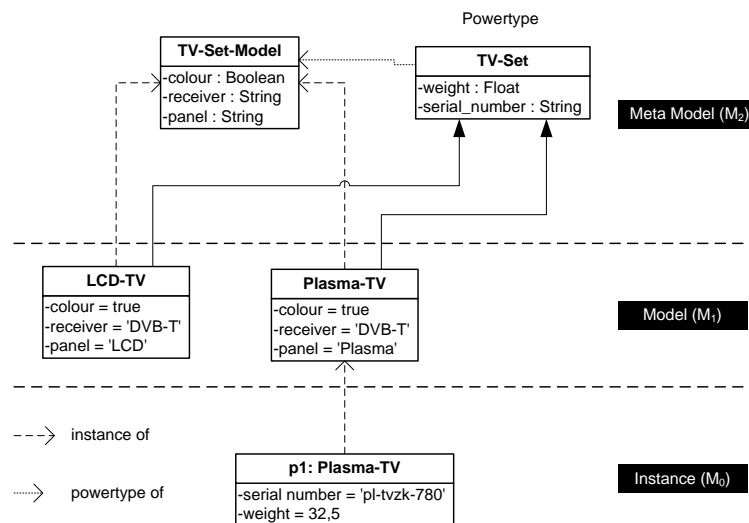 Powertype
TV-Set-Model
-colour : Boolean
-receiver : String
-panel : String
TV-Set
-weight : Float
-serial_number : String
Meta Model (M2)
LCD-TV
-colour = true
-receiver = 'DVB-T'
-panel = 'LCD'
Plasma-TV
-colour = true
-receiver = 'DVB-T'
-panel = 'Plasma'
Model (M1)
instance of
powertype of
p1: Plasma-TV
-serial number = 'pl-tvzk-780'
-weight = 32,5
Instance (M0)